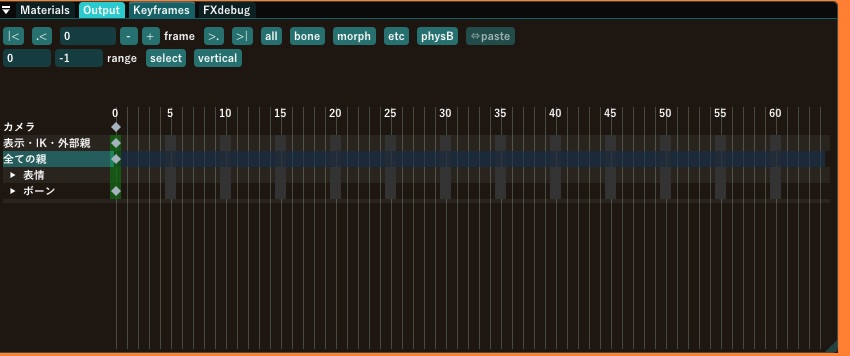 Materials Output Keyframes FXdebug
|< .< 0 - + frame >. >| all bone morph etc physB ⇔paste
0 -1 range select vertical
0 5 10 15 20 25 30 35 40 45 50 55 60
カメラ
表示・IK・外部親
全ての親
表情
ボーン